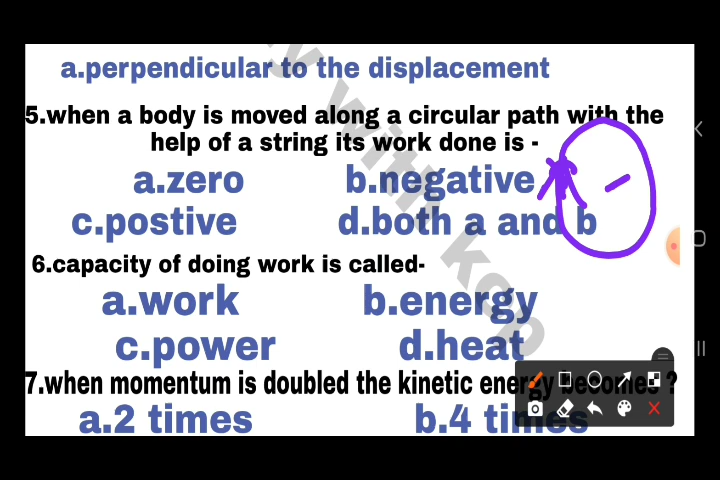 a.perpendicular to the displacement
5.when a body is moved along a circular path with the
help of a string its work done is -
a.zero b.negative
c.postive d.both a and b
6.capacity of doing work is called-
a.work b.energy
c.power d.heat
7.when momentum is doubled the kinetic energy becomes ?
a.2 times b.4 times